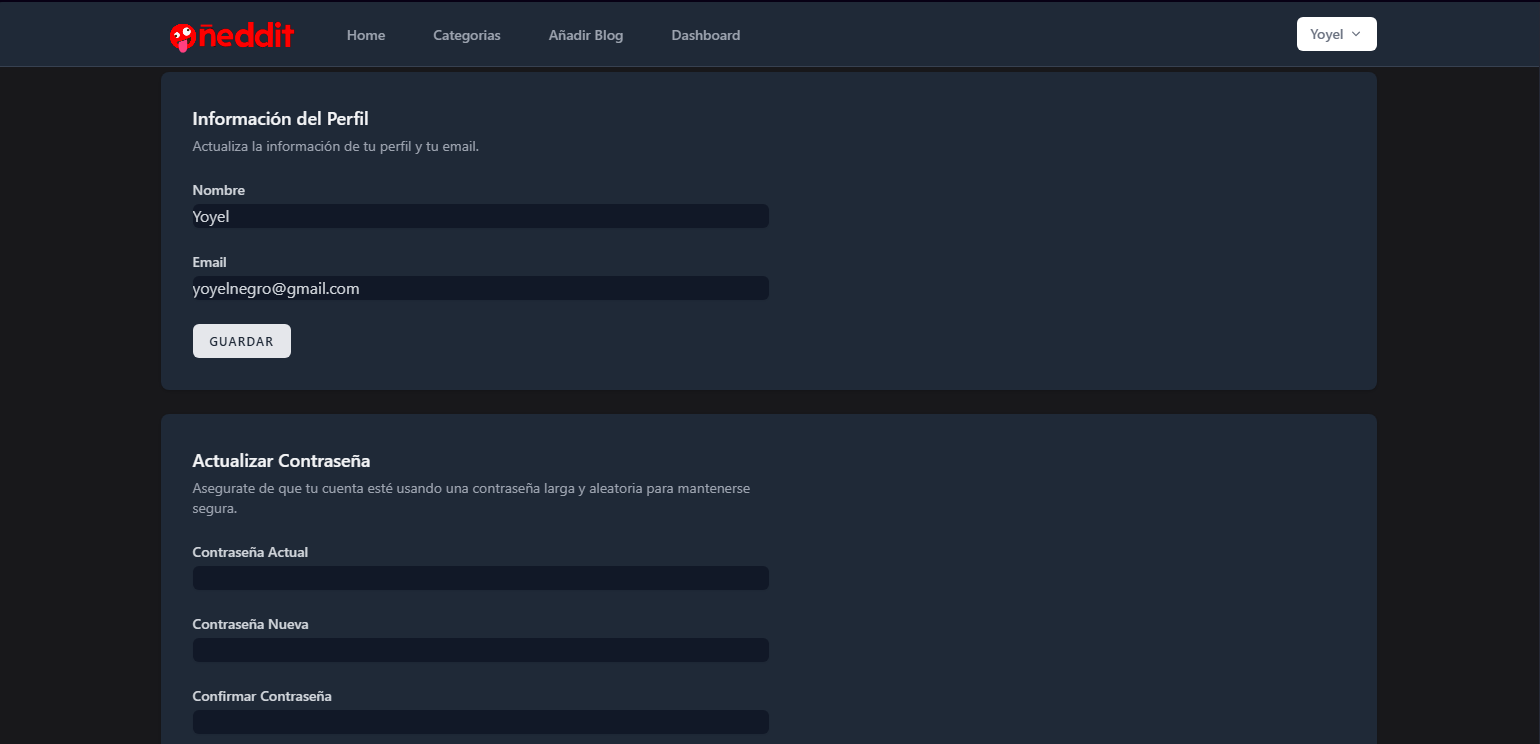 ñeddit
Home Categorias Añadir Blog Dashboard Yoyel
Información del Perfil
Actualiza la información de tu perfil y tu email.
Nombre
Yoyel
Email
yoyelnegro@gmail.com
GUARDAR
Actualizar Contraseña
Asegurate de que tu cuenta esté usando una contraseña larga y aleatoria para mantenerse
segura.
Contraseña Actual
Contraseña Nueva
Confirmar Contraseña